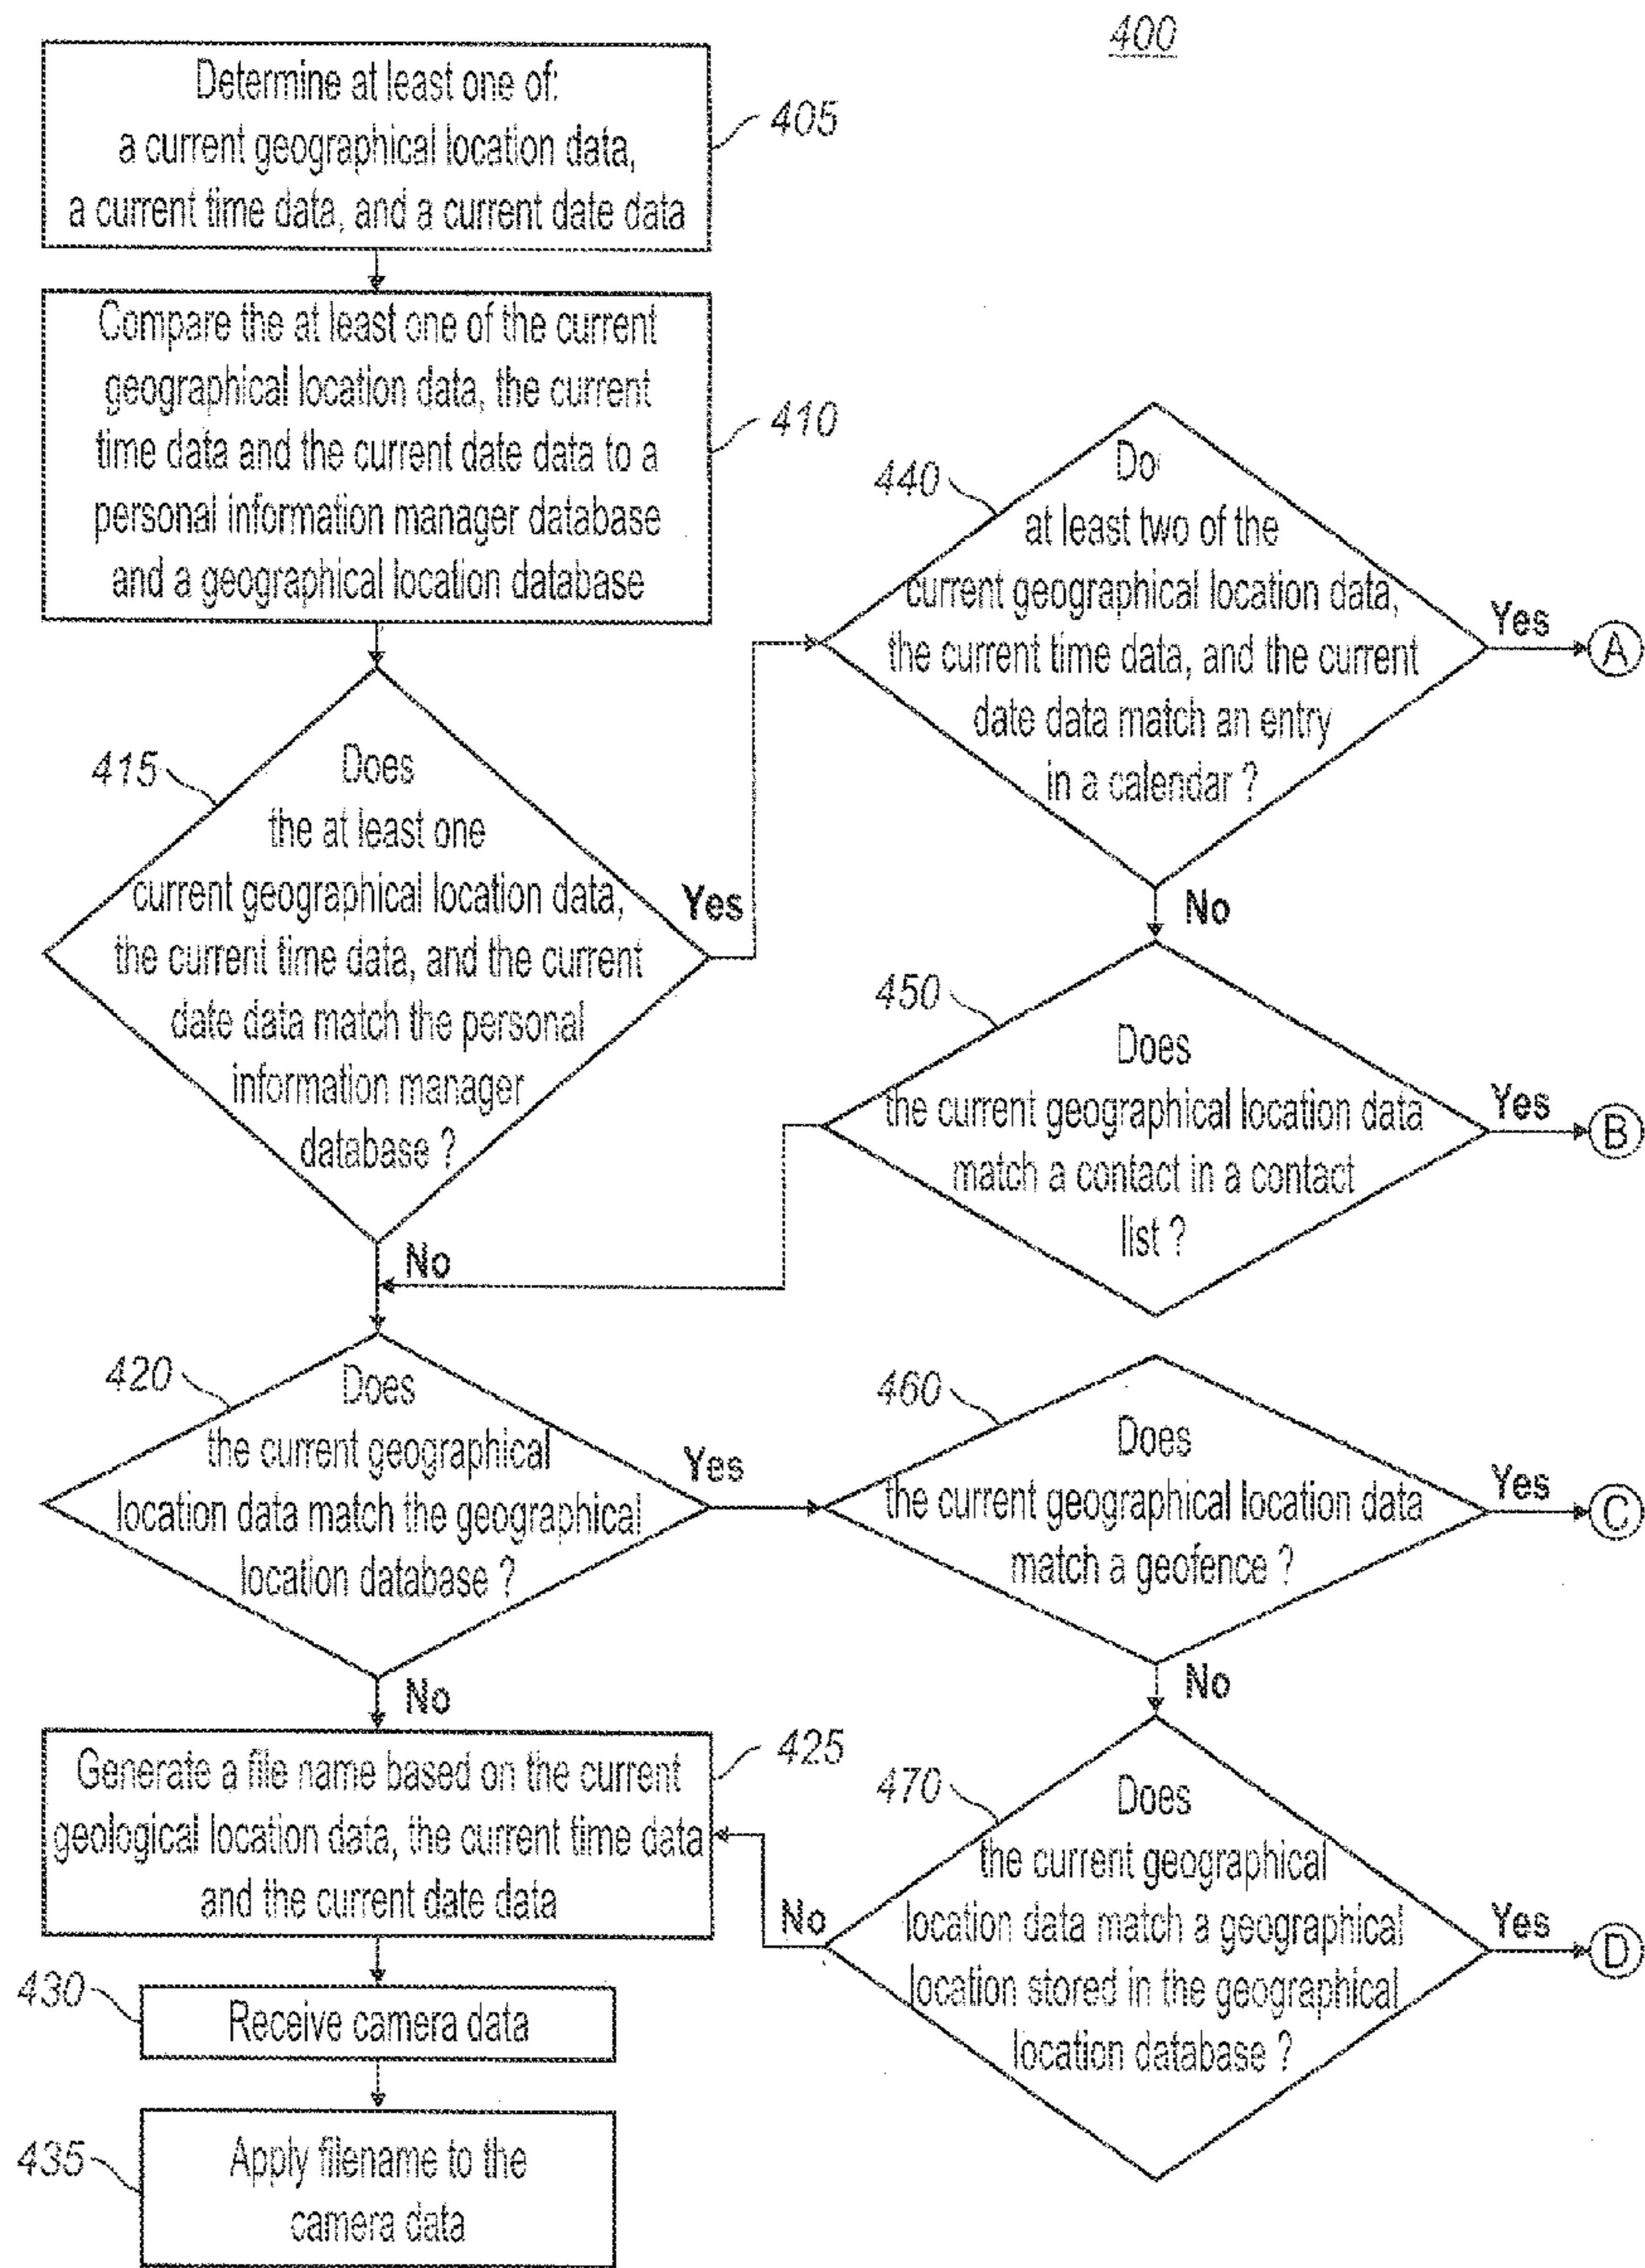 400
Determine at least one of:
a current geographical location data,
a current time data, and a current date data
405
Compare the at least one of the current
geographical location data, the current
time data and the current date data to a
personal information manager database
and a geographical location database
410
415
Does
the at least one
current geographical location data,
the current time data, and the current
date data match the personal
information manager
database ?
Yes
No
440
Do
at least two of the
current geographical location data,
the current time data, and the current
date data match an entry
in a calendar ?
Yes
A
No
450
Does
the current geographical location data
match a contact in a contact
list ?
Yes
B
420
Does
the current geographical
location data match the geographical
location database ?
Yes
No
460
Does
the current geographical location data
match a geofence ?
Yes
C
No
425
Generate a file name based on the current
geological location data, the current time data
and the current date data
470
Does
the current geographical
location data match a geographical
location stored in the geographical
location database ?
No
Yes
D
430
Receive camera data
435
Apply filename to the
camera data